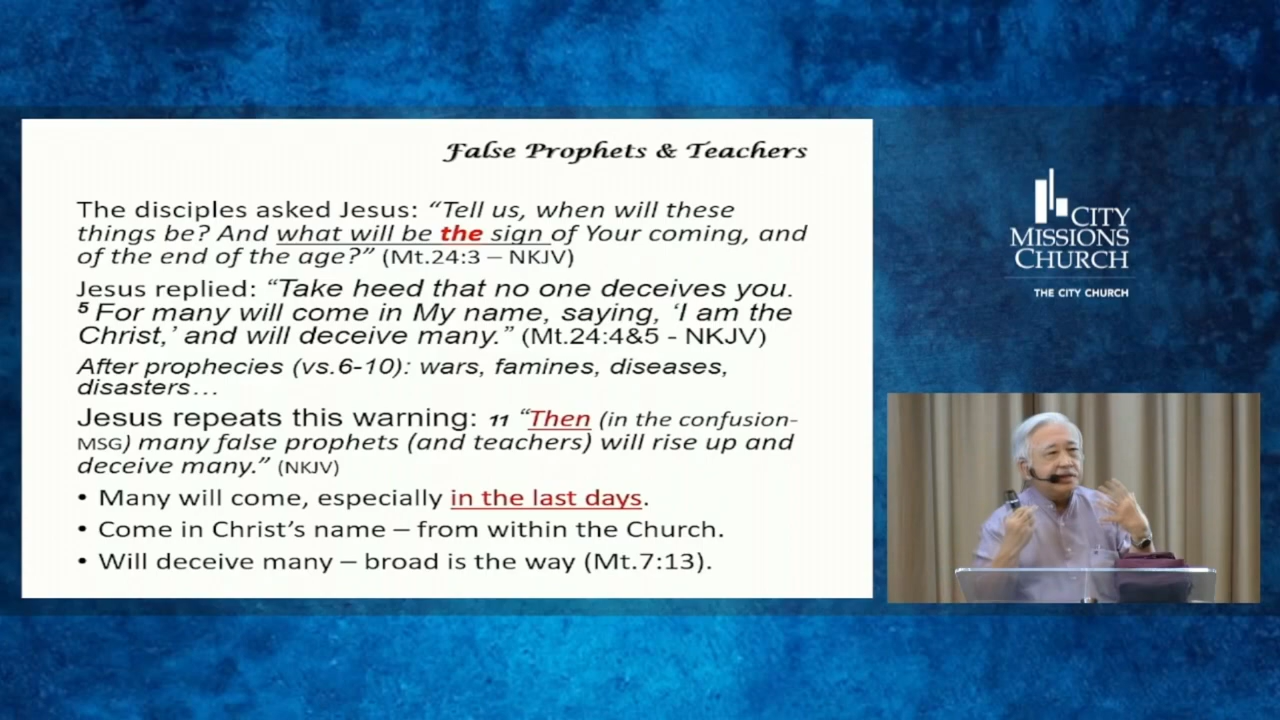 False Prophets & Teachers
The disciples asked Jesus: “Tell us, when will these
things be? And what will be the sign of Your coming, and
of the end of the age?” (Mt.24:3 – NKJV)
Jesus replied: “Take heed that no one deceives you.
5 For many will come in My name, saying, ‘I am the
Christ,’ and will deceive many.” (Mt.24:4&5 - NKJV)
After prophecies (vs.6-10): wars, famines, diseases,
disasters…
Jesus repeats this warning: 11 “Then (in the confusion-
MSG) many false prophets (and teachers) will rise up and
deceive many.” (NKJV)
• Many will come, especially in the last days.
• Come in Christ’s name – from within the Church.
• Will deceive many – broad is the way (Mt.7:13).
CITY
MISSIONS
CHURCH
THE CITY CHURCH